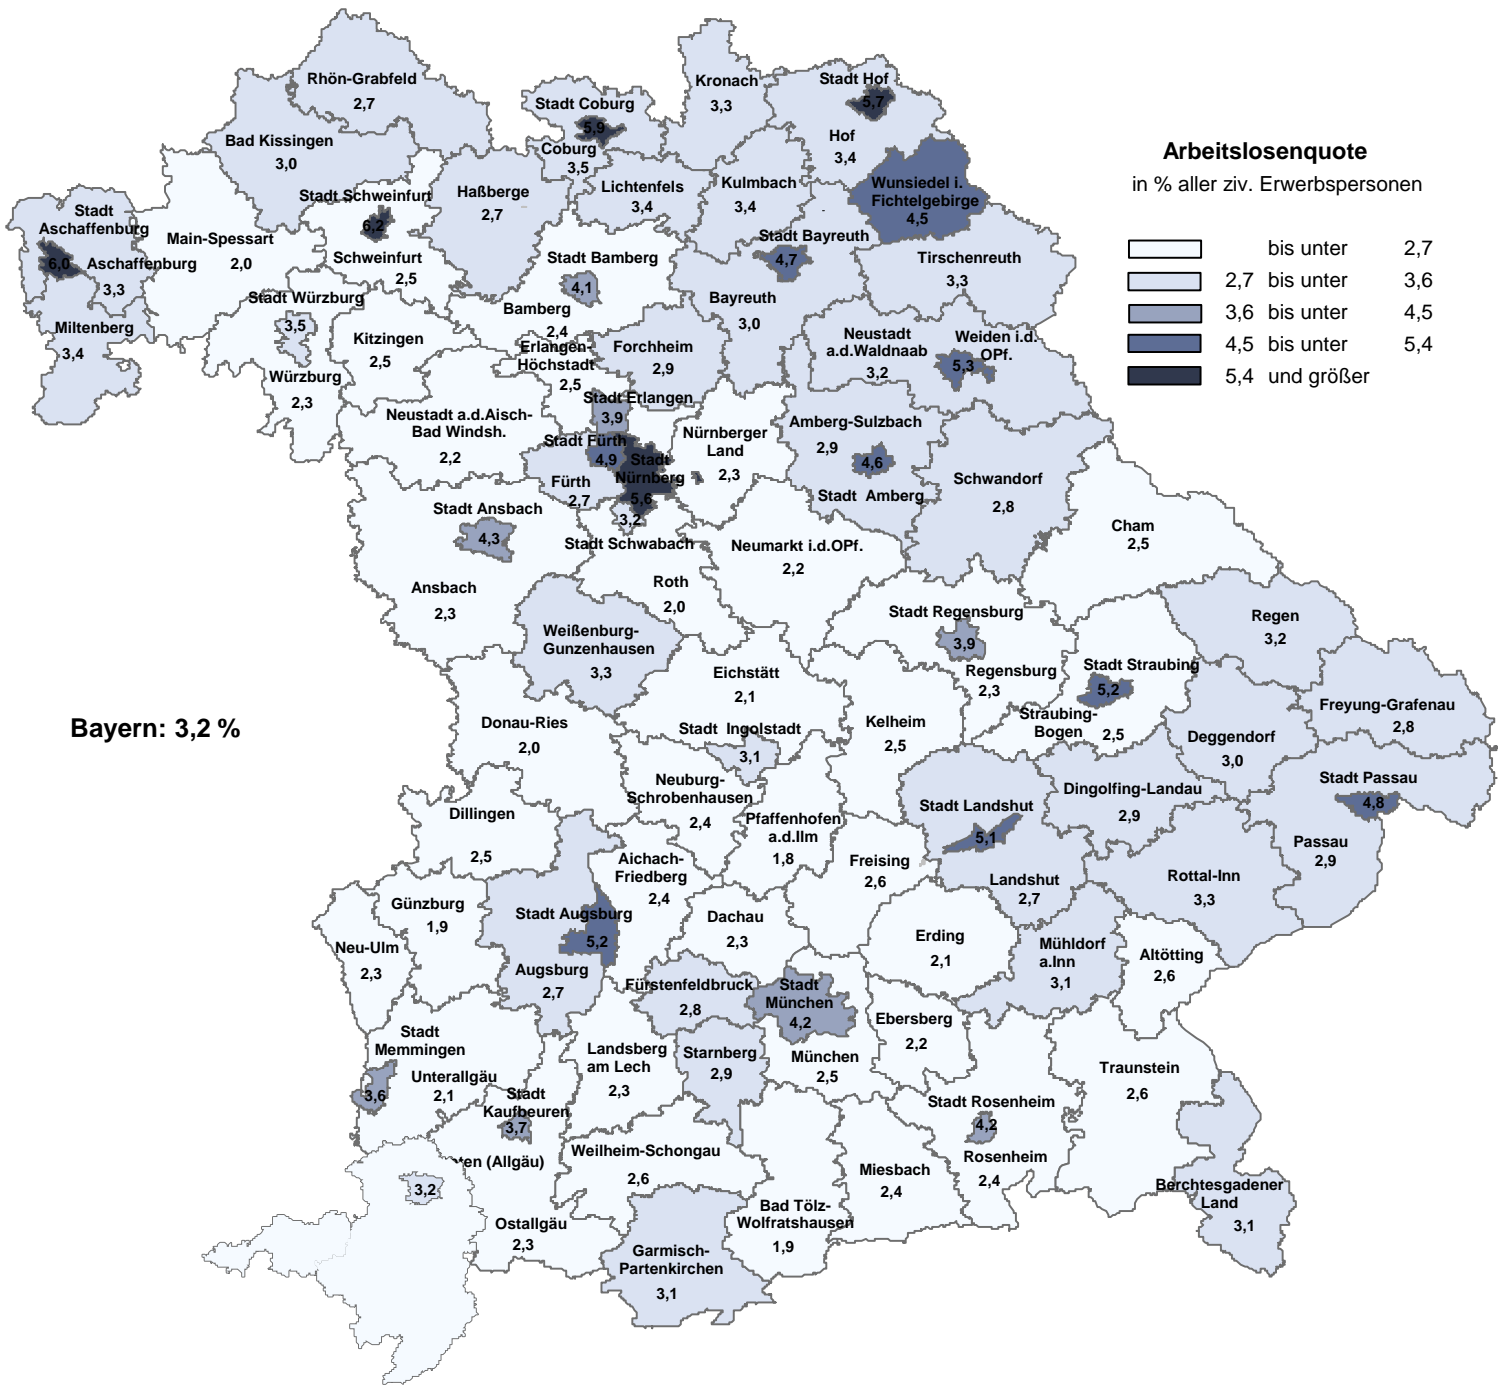 Rhön-Grabfeld
2,7
Bad Kissingen
3,0
Stadt Coburg
5,9
Coburg
3,5
Kronach
3,3
Stadt Hof
5,7
Hof
3,4
Arbeitslosenquote
in % aller ziv. Erwerbspersonen
bis unter 2,7
2,7 bis unter 3,6
3,6 bis unter 4,5
4,5 bis unter 5,4
5,4 und größer
Stadt
Aschaffenburg
6,0
Aschaffenburg
3,3
Miltenberg
3,4
Main-Spessart
2,0
Stadt Schweinfurt
6,2
Schweinfurt
2,5
Haßberge
2,7
Lichtenfels
3,4
Kulmbach
3,4
Wunsiedel i.
Fichtelgebirge
4,5
Stadt Bayreuth
4,7
Bayreuth
3,0
Tirschenreuth
3,3
Stadt Bamberg
4,1
Bamberg
2,4
Stadt Würzburg
3,5
Würzburg
2,3
Kitzingen
2,5
Erlangen-
Höchstadt
2,5
Forchheim
2,9
Neustadt
a.d.Waldnaab
3,2
Weiden i.d.
OPf.
5,3
Stadt Erlangen
3,9
Neustadt a.d.Aisch-
Bad Windsh.
2,2
Stadt Fürth
4,9
Fürth
2,7
Stadt
Nürnberg
5,6
Nürnberger
Land
2,3
Amberg-Sulzbach
2,9
4,6
Stadt Amberg
Schwandorf
2,8
Cham
2,5
Stadt Ansbach
4,3
Ansbach
2,3
3,2
Stadt Schwabach
Roth
2,0
Neumarkt i.d.OPf.
2,2
Weißenburg-
Gunzenhausen
3,3
Stadt Regensburg
3,9
Regensburg
2,3
Regen
3,2
Stadt Straubing
5,2
Straubing-
Bogen 2,5
Bayern: 3,2 %
Donau-Ries
2,0
Eichstätt
2,1
Stadt Ingolstadt
3,1
Kelheim
2,5
Deggendorf
3,0
Freyung-Grafenau
2,8
Neuburg-
Schrobenhausen
2,4
Pfaffenhofen
a.d.Ilm
1,8
Stadt Landshut
5,1
Landshut
2,7
Dingolfing-Landau
2,9
Stadt Passau
4,8
Passau
2,9
Dillingen
2,5
Aichach-
Friedberg
2,4
Freising
2,6
Rottal-Inn
3,3
Günzburg
1,9
Neu-Ulm
2,3
Stadt Augsburg
5,2
Augsburg
2,7
Dachau
2,3
Erding
2,1
Mühldorf
a.Inn
3,1
Altötting
2,6
Fürstenfeldbruck
2,8
Stadt
München
4,2
München
2,5
Ebersberg
2,2
Stadt
Memmingen
3,6
Unterallgäu
2,1
Landsberg
am Lech
2,3
Starnberg
2,9
Traunstein
2,6
Stadt
Kaufbeuren
3,7
Stadt Rosenheim
4,2
Rosenheim
2,4
(Allgäu)
3,2
Weilheim-Schongau
2,6
Miesbach
2,4
Berchtesgadener
Land
3,1
Ostallgäu
2,3
Bad Tölz-
Wolfratshausen
1,9
Garmisch-
Partenkirchen
3,1